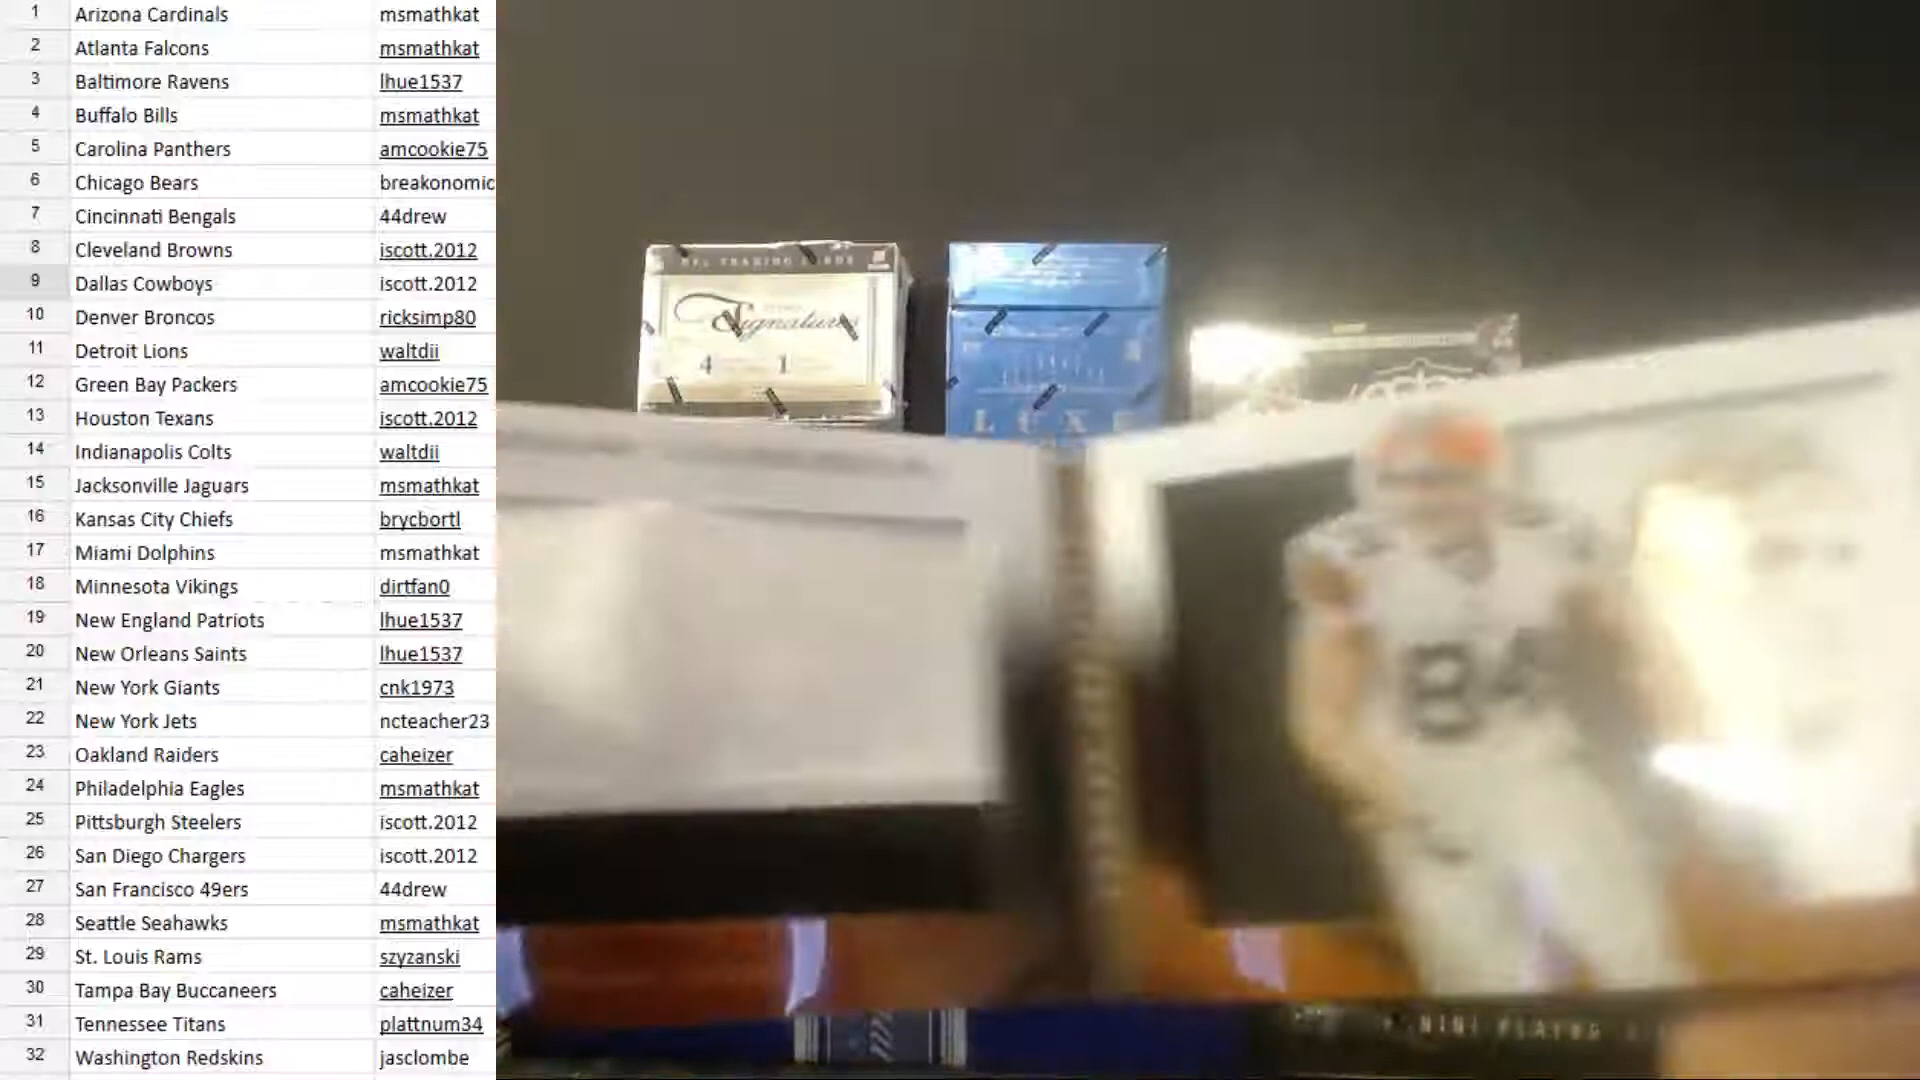 1 Arizona Cardinals msmathkat
2 Atlanta Falcons msmathkat
3 Baltimore Ravens lhue1537
4 Buffalo Bills msmathkat
5 Carolina Panthers amcookie75
6 Chicago Bears breakonomic
7 Cincinnati Bengals 44drew
8 Cleveland Browns iscott.2012
9 Dallas Cowboys iscott.2012
10 Denver Broncos ricksimp80
11 Detroit Lions waltdii
12 Green Bay Packers amcookie75
13 Houston Texans iscott.2012
14 Indianapolis Colts waltdii
15 Jacksonville Jaguars msmathkat
16 Kansas City Chiefs brycbortl
17 Miami Dolphins msmathkat
18 Minnesota Vikings dirtfan0
19 New England Patriots lhue1537
20 New Orleans Saints lhue1537
21 New York Giants cnk1973
22 New York Jets ncteacher23
23 Oakland Raiders caheizer
24 Philadelphia Eagles msmathkat
25 Pittsburgh Steelers iscott.2012
26 San Diego Chargers iscott.2012
27 San Francisco 49ers 44drew
28 Seattle Seahawks msmathkat
29 St. Louis Rams szyzanski
30 Tampa Bay Buccaneers caheizer
31 Tennessee Titans plattnum34
32 Washington Redskins jasclombe
NFL TRADING CARDS
Signatures
4 1
LUXE
84